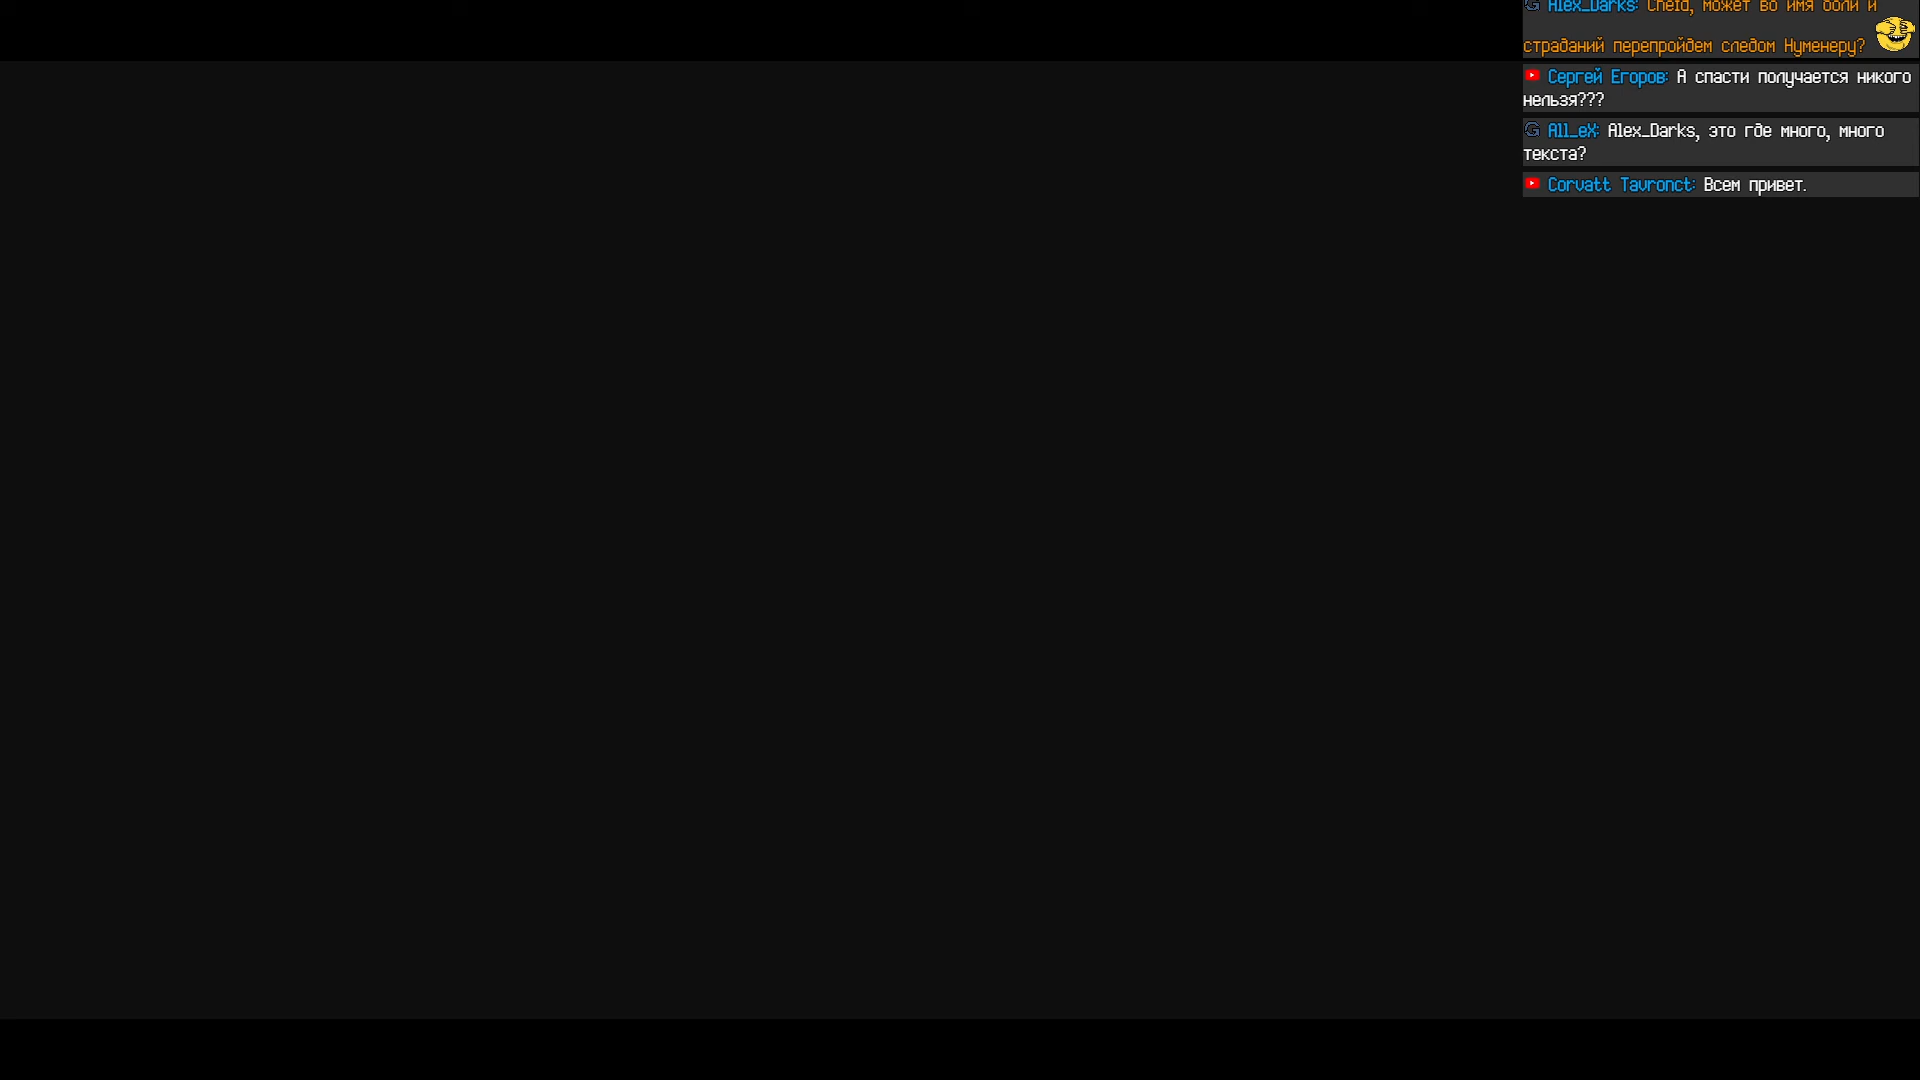 Alex_Darks: Cheld, может во имя боли и
страданий перепройдем следом Нуменеру?
Сергей Егоров: А спасти получается никого
нельзя???
All_eX: Alex_Darks, это где много, много
текста?
Corvatt Tavronct: Всем привет.